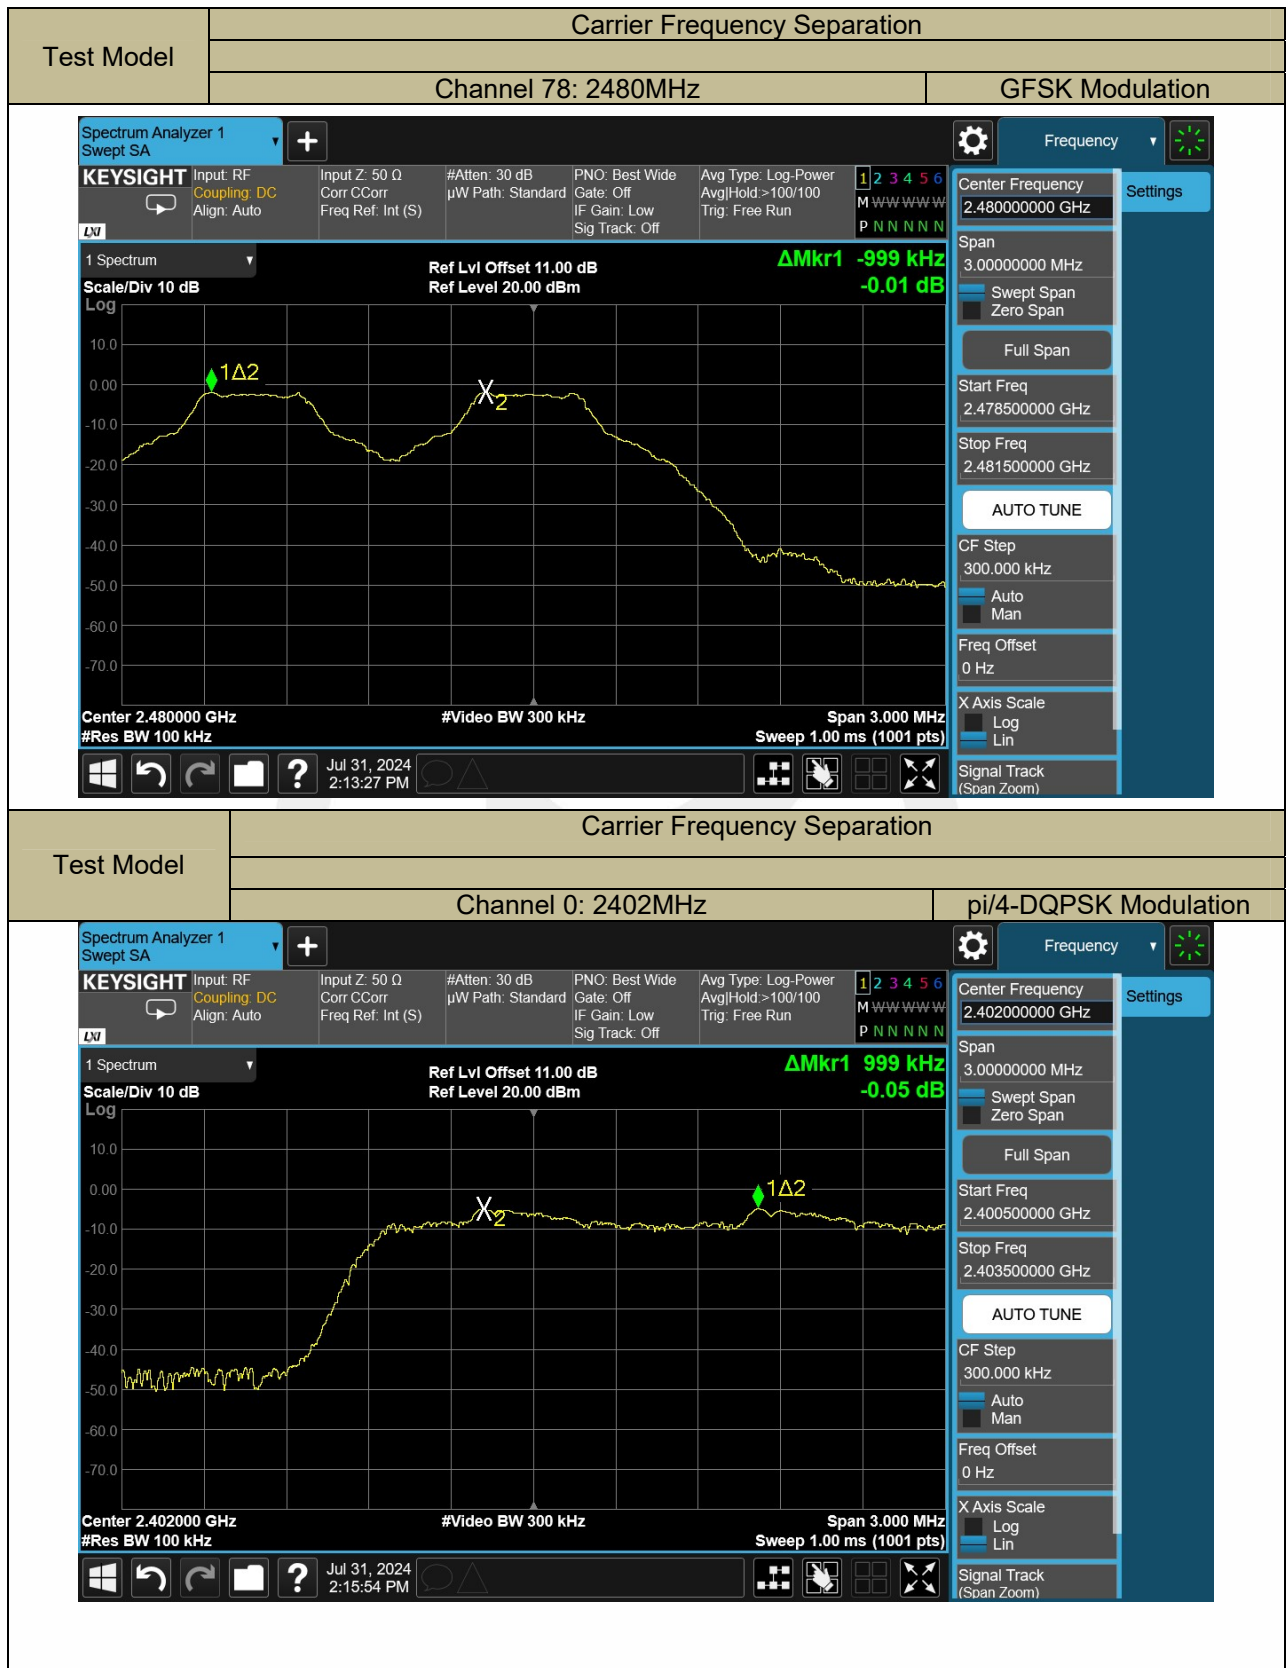 Test Model
Carrier Frequency Separation
Channel 78: 2480MHz
GFSK Modulation
Spectrum Analyzer 1
Swept SA
Frequency
KEYSIGHT
LXI
Input: RF
Coupling: DC
Align: Auto
Input Z: 50 Ω
Corr CCorr
Freq Ref: Int (S)
#Atten: 30 dB
µW Path: Standard
PNO: Best Wide
Gate: Off
IF Gain: Low
Sig Track: Off
Avg Type: Log-Power
Avg|Hold:>100/100
Trig: Free Run
1 2 3 4 5 6
M W W W W W
P N N N N N
Center Frequency
2.480000000 GHz
Settings
Span
3.00000000 MHz
Swept Span
Zero Span
Full Span
Start Freq
2.478500000 GHz
Stop Freq
2.481500000 GHz
AUTO TUNE
CF Step
300.000 kHz
Auto
Man
Freq Offset
0 Hz
X Axis Scale
Log
Lin
Signal Track
(Span Zoom)
1 Spectrum
Scale/Div 10 dB
Ref Lvl Offset 11.00 dB
Ref Level 20.00 dBm
ΔMkr1 -999 kHz
-0.01 dB
Log
10.0
0.00
-10.0
-20.0
-30.0
-40.0
-50.0
-60.0
-70.0
1Δ2
X2
Center 2.480000 GHz
#Res BW 100 kHz
#Video BW 300 kHz
Span 3.000 MHz
Sweep 1.00 ms (1001 pts)
?
Jul 31, 2024
2:13:27 PM
Test Model
Carrier Frequency Separation
Channel 0: 2402MHz
pi/4-DQPSK Modulation
Spectrum Analyzer 1
Swept SA
Frequency
KEYSIGHT
LXI
Input: RF
Coupling: DC
Align: Auto
Input Z: 50 Ω
Corr CCorr
Freq Ref: Int (S)
#Atten: 30 dB
µW Path: Standard
PNO: Best Wide
Gate: Off
IF Gain: Low
Sig Track: Off
Avg Type: Log-Power
Avg|Hold:>100/100
Trig: Free Run
1 2 3 4 5 6
M W W W W W
P N N N N N
Center Frequency
2.402000000 GHz
Settings
Span
3.00000000 MHz
Swept Span
Zero Span
Full Span
Start Freq
2.400500000 GHz
Stop Freq
2.403500000 GHz
AUTO TUNE
CF Step
300.000 kHz
Auto
Man
Freq Offset
0 Hz
X Axis Scale
Log
Lin
Signal Track
(Span Zoom)
1 Spectrum
Scale/Div 10 dB
Ref Lvl Offset 11.00 dB
Ref Level 20.00 dBm
ΔMkr1 999 kHz
-0.05 dB
Log
10.0
0.00
-10.0
-20.0
-30.0
-40.0
-50.0
-60.0
-70.0
X2
1Δ2
Center 2.402000 GHz
#Res BW 100 kHz
#Video BW 300 kHz
Span 3.000 MHz
Sweep 1.00 ms (1001 pts)
?
Jul 31, 2024
2:15:54 PM